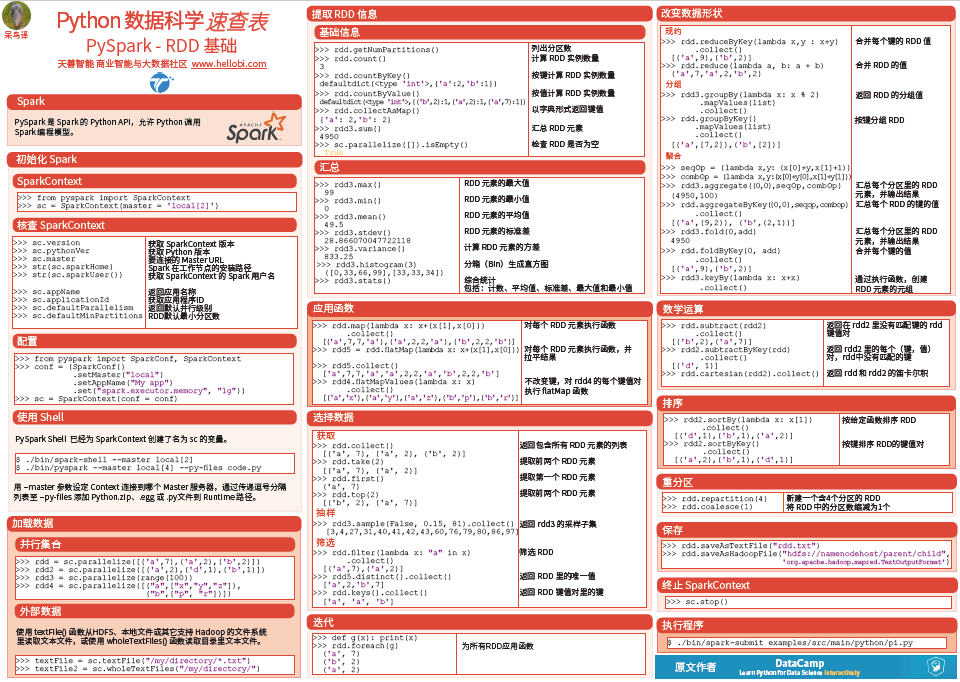 呆鸟译
Python 数据科学 速查表
PySpark - RDD 基础
天善智能 商业智能与大数据社区 www.hellobi.com
Spark
PySpark 是 Spark 的 Python API，允许 Python 调用
Spark 编程模型。
APACHE
Spark
初始化 Spark
SparkContext
>>> from pyspark import SparkContext
>>> sc = SparkContext(master = 'local[2]')
核查 SparkContext
>>> sc.version 获取 SparkContext 版本
>>> sc.pythonVer 获取 Python 版本
>>> sc.master 要连接的 Master URL
>>> str(sc.sparkHome) Spark 在工作节点的安装路径
>>> str(sc.sparkUser()) 获取 SparkContext 的 Spark 用户名
>>> sc.appName 返回应用名称
>>> sc.applicationId 获取应用程序ID
>>> sc.defaultParallelism 返回默认并行级别
>>> sc.defaultMinPartitions RDD默认最小分区数
配置
>>> from pyspark import SparkConf, SparkContext
>>> conf = (SparkConf()
.setMaster("local")
.setAppName("My app")
.set("spark.executor.memory", "1g"))
>>> sc = SparkContext(conf = conf)
使用 Shell
PySpark Shell 已经为 SparkContext 创建了名为 sc 的变量。
$ ./bin/spark-shell --master local[2]
$ ./bin/pyspark --master local[4] --py-files code.py
用 –master 参数设定 Context 连接到哪个 Master 服务器，通过传递逗号分隔
列表至 –py-files 添加 Python.zip、.egg 或 .py文件到 Runtime路径。
加载数据
并行集合
>>> rdd = sc.parallelize([('a',7),('a',2),('b',2)])
>>> rdd2 = sc.parallelize([('a',2),('d',1),('b',1)])
>>> rdd3 = sc.parallelize(range(100))
>>> rdd4 = sc.parallelize([("a",["x","y","z"]),
("b",["p", "r"])])
外部数据
使用 textFile() 函数从HDFS、本地文件或其它支持 Hadoop 的文件系统
里读取文本文件，或使用 wholeTextFiles() 函数读取目录里文本文件。
>>> textFile = sc.textFile("/my/directory/*.txt")
>>> textFile2 = sc.wholeTextFiles("/my/directory/")
提取 RDD 信息
基础信息
>>> rdd.getNumPartitions() 列出分区数
>>> rdd.count() 计算 RDD 实例数量
3
>>> rdd.countByKey() 按键计算 RDD 实例数量
defaultdict(<type 'int'>,{'a':2,'b':1})
>>> rdd.countByValue() 按值计算 RDD 实例数量
defaultdict(<type 'int'>,{('b',2):1,('a',2):1,('a',7):1})
>>> rdd.collectAsMap() 以字典形式返回键值
{'a': 2,'b': 2}
>>> rdd3.sum() 汇总 RDD 元素
4950
>>> sc.parallelize([]).isEmpty() 检查 RDD 是否为空
True
汇总
>>> rdd3.max() RDD 元素的最大值
99
>>> rdd3.min() RDD 元素的最小值
0
>>> rdd3.mean() RDD 元素的平均值
49.5
>>> rdd3.stdev() RDD 元素的标准差
28.866070047722118
>>> rdd3.variance() 计算 RDD 元素的方差
833.25
>>> rdd3.histogram(3) 分箱（Bin）生成直方图
([0,33,66,99],[33,33,34])
>>> rdd3.stats() 综合统计
包括：计数、平均值、标准差、最大值和最小值
应用函数
>>> rdd.map(lambda x: x+(x[1],x[0])) 对每个 RDD 元素执行函数
.collect()
[('a',7,7,'a'),('a',2,2,'a'),('b',2,2,'b')]
>>> rdd5 = rdd.flatMap(lambda x: x+(x[1],x[0])) 对每个 RDD 元素执行函数，并
拉平结果
>>> rdd5.collect()
['a',7,7,'a','a',2,2,'a','b',2,2,'b']
>>> rdd4.flatMapValues(lambda x: x) 不改变键，对 rdd4 的每个键值对
.collect() 执行 flatMap 函数
[('a','x'),('a','y'),('a','z'),('b','p'),('b','r')]
选择数据
获取
>>> rdd.collect() 返回包含所有 RDD 元素的列表
[('a', 7), ('a', 2), ('b', 2)]
>>> rdd.take(2) 提取前两个 RDD 元素
[('a', 7), ('a', 2)]
>>> rdd.first() 提取第一个 RDD 元素
('a', 7)
>>> rdd.top(2) 提取前两个 RDD 元素
[('b', 2), ('a', 7)]
抽样
>>> rdd3.sample(False, 0.15, 81).collect() 返回 rdd3 的采样子集
[3,4,27,31,40,41,42,43,60,76,79,80,86,97]
筛选
>>> rdd.filter(lambda x: "a" in x) 筛选 RDD
.collect()
[('a',7),('a',2)]
>>> rdd5.distinct().collect() 返回 RDD 里的唯一值
['a',2,'b',7]
>>> rdd.keys().collect() 返回 RDD 键值对里的键
['a', 'a', 'b']
迭代
>>> def g(x): print(x)
>>> rdd.foreach(g) 为所有RDD应用函数
('a', 7)
('b', 2)
('a', 2)
改变数据形状
规约
>>> rdd.reduceByKey(lambda x,y : x+y) 合并每个键的 RDD 值
.collect()
[('a',9),('b',2)]
>>> rdd.reduce(lambda a, b: a + b) 合并 RDD 的值
('a',7,'a',2,'b',2)
分组
>>> rdd3.groupBy(lambda x: x % 2) 返回 RDD 的分组值
.mapValues(list)
.collect()
>>> rdd.groupByKey() 按键分组 RDD
.mapValues(list)
.collect()
[('a',[7,2]),('b',[2])]
聚合
>>> seqOp = (lambda x,y: (x[0]+y,x[1]+1))
>>> combOp = (lambda x,y:(x[0]+y[0],x[1]+y[1]))
>>> rdd3.aggregate((0,0),seqOp,combOp) 汇总每个分区里的 RDD
(4950,100) 元素，并输出结果
>>> rdd.aggregateByKey((0,0),seqop,combop) 汇总每个 RDD 的键的值
.collect()
[('a',(9,2)), ('b',(2,1))]
>>> rdd3.fold(0,add) 汇总每个分区里的 RDD
4950 元素，并输出结果
>>> rdd.foldByKey(0, add) 合并每个键的值
.collect()
[('a',9),('b',2)]
>>> rdd3.keyBy(lambda x: x+x) 通过执行函数，创建
.collect() RDD 元素的元组
数学运算
>>> rdd.subtract(rdd2) 返回在 rdd2 里没有匹配键的 rdd
.collect() 键值对
[('b',2),('a',7)]
>>> rdd2.subtractByKey(rdd) 返回 rdd2 里的每个（键，值）
.collect() 对，rdd中没有匹配的键
[('d', 1)]
>>> rdd.cartesian(rdd2).collect() 返回 rdd 和 rdd2 的笛卡尔积
排序
>>> rdd2.sortBy(lambda x: x[1]) 按给定函数排序 RDD
.collect()
[('d',1),('b',1),('a',2)]
>>> rdd2.sortByKey() 按键排序 RDD的键值对
.collect()
[('a',2),('b',1),('d',1)]
重分区
>>> rdd.repartition(4) 新建一个含4个分区的 RDD
>>> rdd.coalesce(1) 将 RDD 中的分区数缩减为1个
保存
>>> rdd.saveAsTextFile("rdd.txt")
>>> rdd.saveAsHadoopFile("hdfs://namenodehost/parent/child",
'org.apache.hadoop.mapred.TextOutputFormat')
终止 SparkContext
>>> sc.stop()
执行程序
$ ./bin/spark-submit examples/src/main/python/pi.py
原文作者
DataCamp
Learn Python for Data Science Interactively